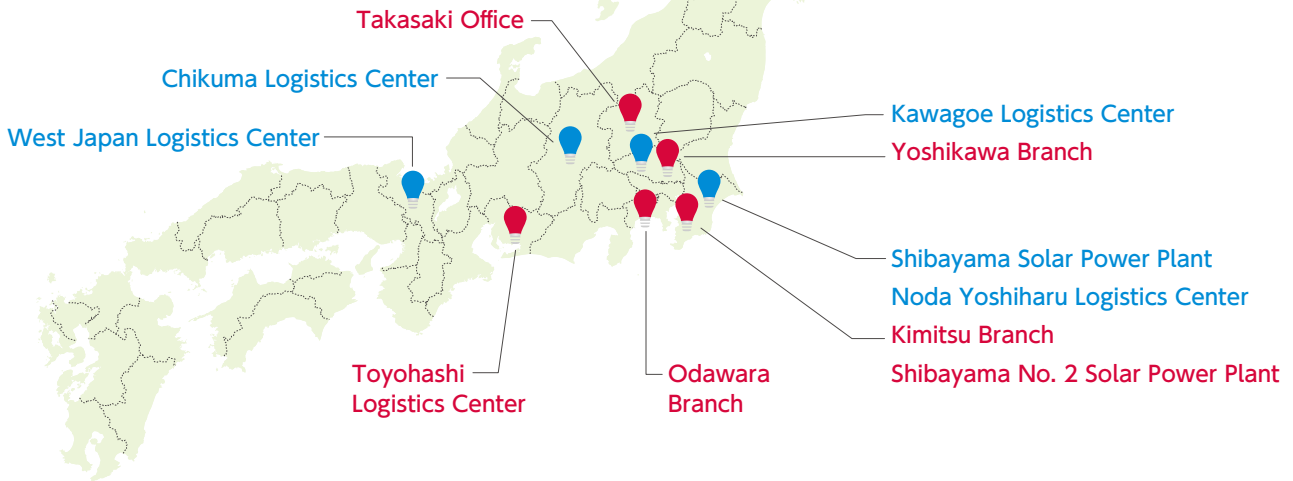 Takasaki Office
Chikuma Logistics Center
West Japan Logistics Center
Kawagoe Logistics Center
Yoshikawa Branch
Shibayama Solar Power Plant
Noda Yoshiharu Logistics Center
Kimitsu Branch
Shibayama No. 2 Solar Power Plant
Toyohashi
Logistics Center
Odawara
Branch